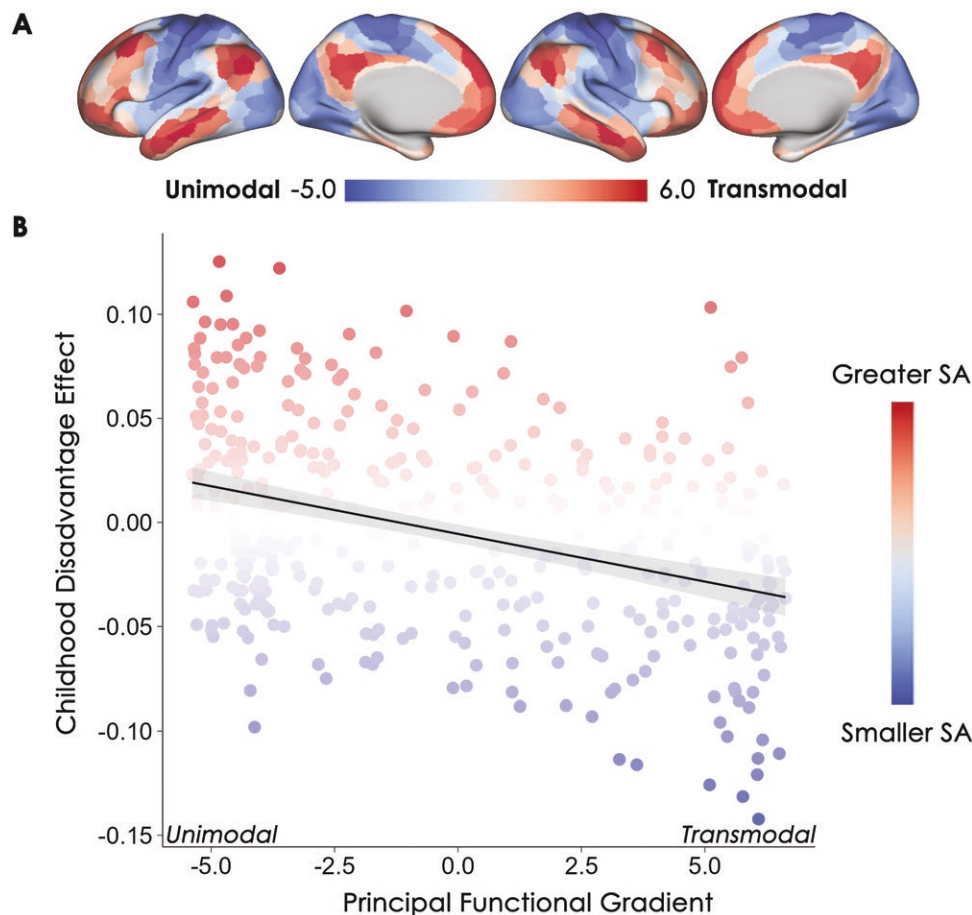 A
Unimodal -5.0 6.0 Transmodal
B
Childhood Disadvantage Effect
0.10
0.05
0.00
-0.05
-0.10
-0.15
Unimodal Transmodal
-5.0 -2.5 0.0 2.5 5.0
Principal Functional Gradient
Greater SA
Smaller SA